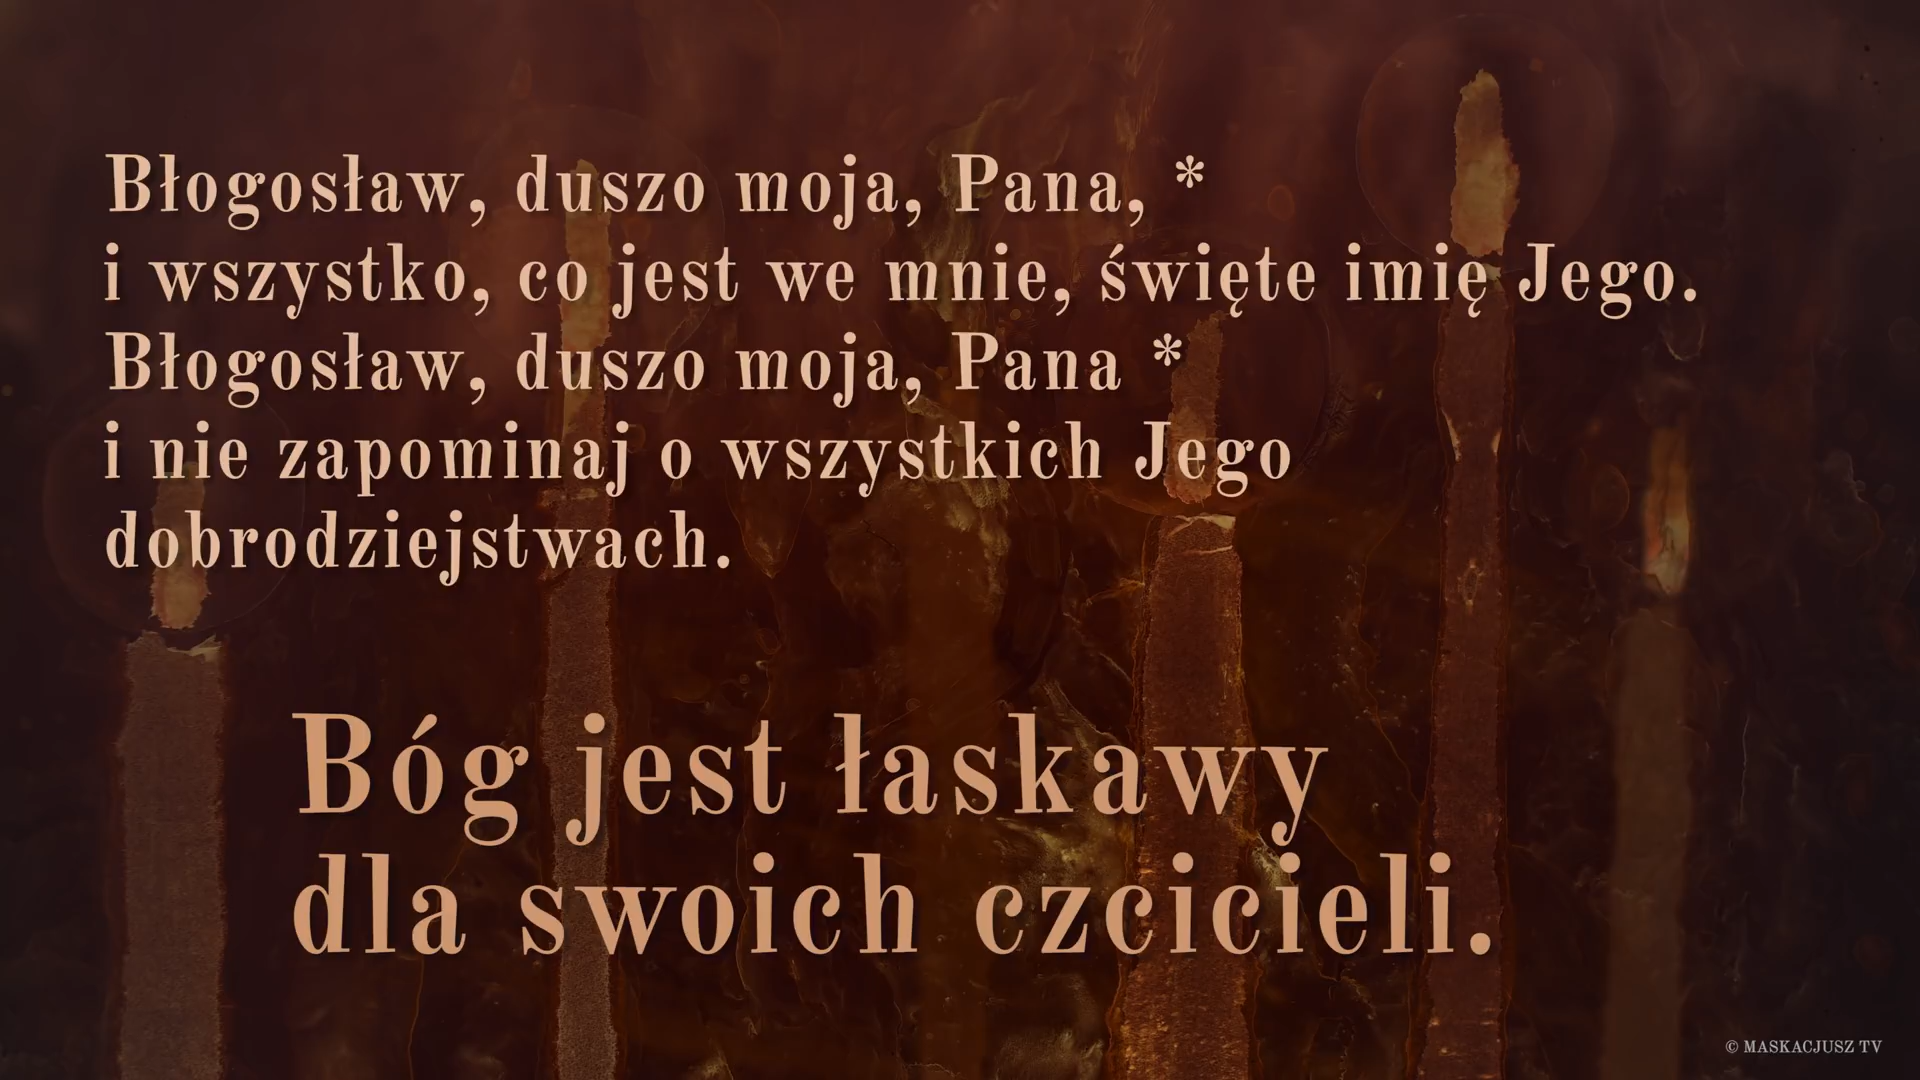 Błogosław, duszo moja, Pana, *
i wszystko, co jest we mnie, święte imię Jego.
Błogosław, duszo moja, Pana *
i nie zapominaj o wszystkich Jego
dobrodziejstwach.
Bóg jest łaskawy
dla swoich czcicieli.
© MASKACJUSZ TV